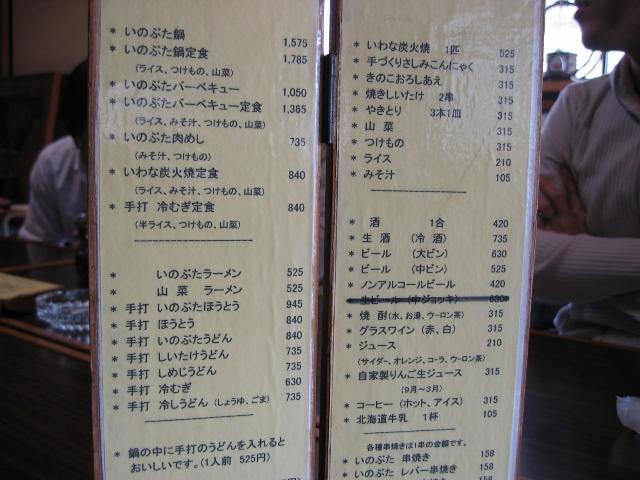 * いのぶた鍋 1,575
* いのぶた鍋定食 1,785
(ライス、つけもの、山菜)
* いのぶたバーベキュー 1,050
* いのぶたバーベキュー定食 1,365
(ライス、みそ汁、つけもの、山菜)
* いのぶた肉めし 735
(みそ汁、つけもの)
* いわな炭火焼定食 840
(ライス、みそ汁、つけもの、山菜)
* 手打 冷むぎ定食 840
(半ライス、つけもの、山菜)
* いのぶたラーメン 525
* 山菜 ラーメン 525
* 手打 いのぶたほうとう 945
* 手打 ほうとう 840
* 手打 いのぶたうどん 840
* 手打 しいたけうどん 735
* 手打 しめじうどん 735
* 手打 冷むぎ 630
* 手打 冷しうどん (しょうゆ、ごま) 735
* 鍋の中に手打のうどんを入れると
おいしいです。(1人前 525円)
* いわな炭火焼 1匹 525
* 手づくりさしみこんにゃく 315
* きのこおろしあえ 315
* 焼きしいたけ 2串 315
* やきとり 3本1皿 315
* 山菜 315
* つけもの 315
* ライス 210
* みそ汁 105
* 酒 1合 420
* 生酒 (冷酒) 735
* ビール (大ビン) 630
* ビール (中ビン) 525
* ノンアルコールビール 420
* 生ビール (中ジョッキ) 630
* 焼酎 (水、お湯、ウーロン茶) 315
* グラスワイン (赤、白) 315
* ジュース 210
(サイダー、オレンジ、コーラ、ウーロン茶)
* 自家製りんご生ジュース 315
(9月～3月)
* コーヒー (ホット、アイス) 315
* 北海道牛乳 1杯 105
各種串焼きは1串の金額です。
* いのぶた 串焼き 158
* いのぶた レバー串焼き 158